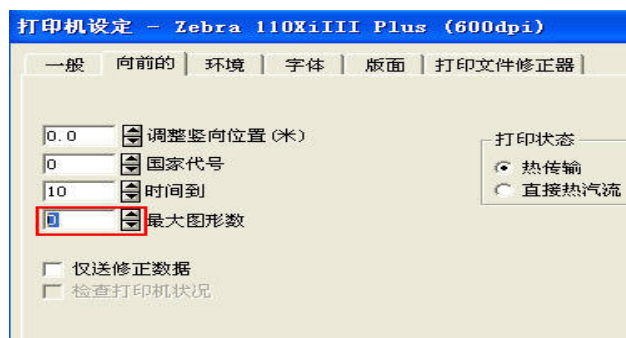 打印机设定 - Zebra 110XiIII Plus (600dpi)
一般 向前的 环境 字体 版面 打印文件修正器
0.0 调整竖向位置(米)
打印状态
0 国家代号
热传输
10 时间到
直接热汽流
最大图形数
仅送修正数据
检查打印机状况